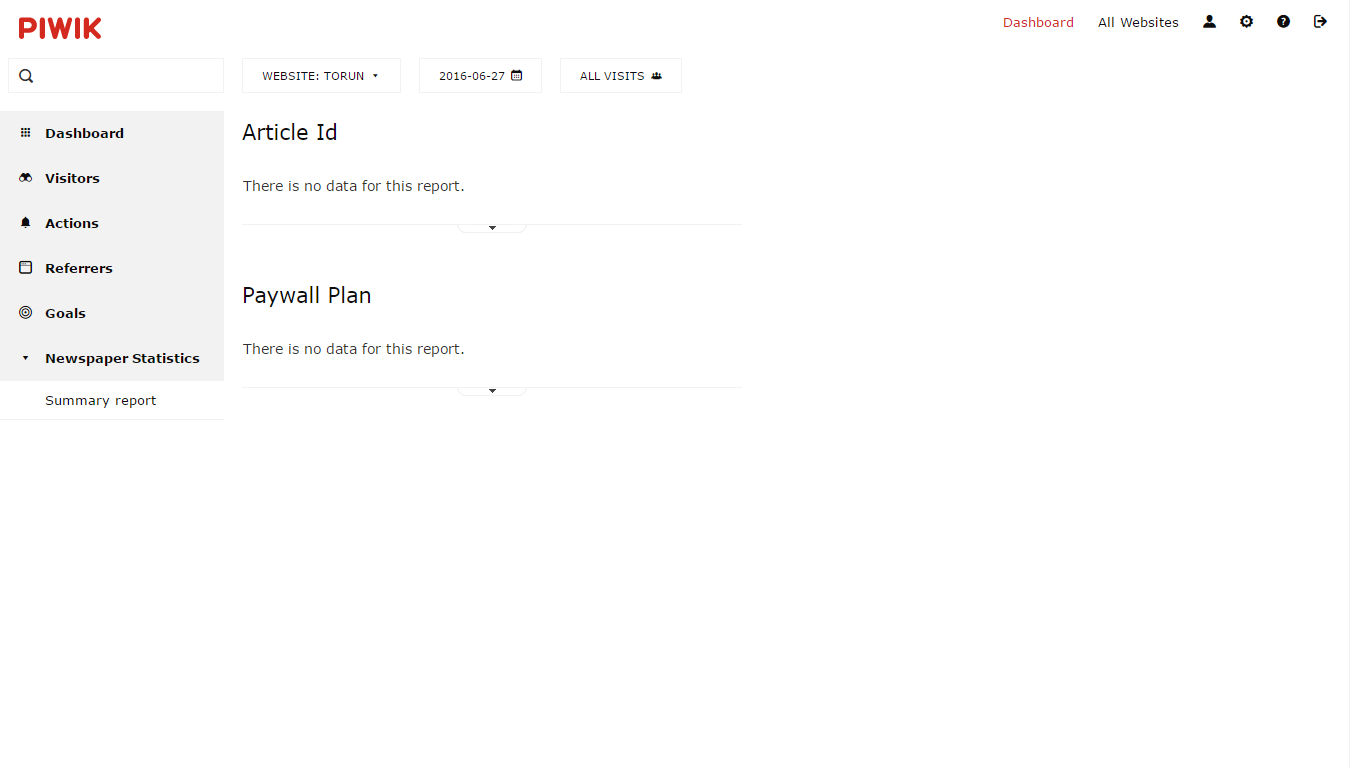 PIWIK
Dashboard All Websites
WEBSITE: TORUN 2016-06-27 ALL VISITS
Dashboard
Visitors
Actions
Referrers
Goals
Newspaper Statistics
Summary report
Article Id
There is no data for this report.
Paywall Plan
There is no data for this report.